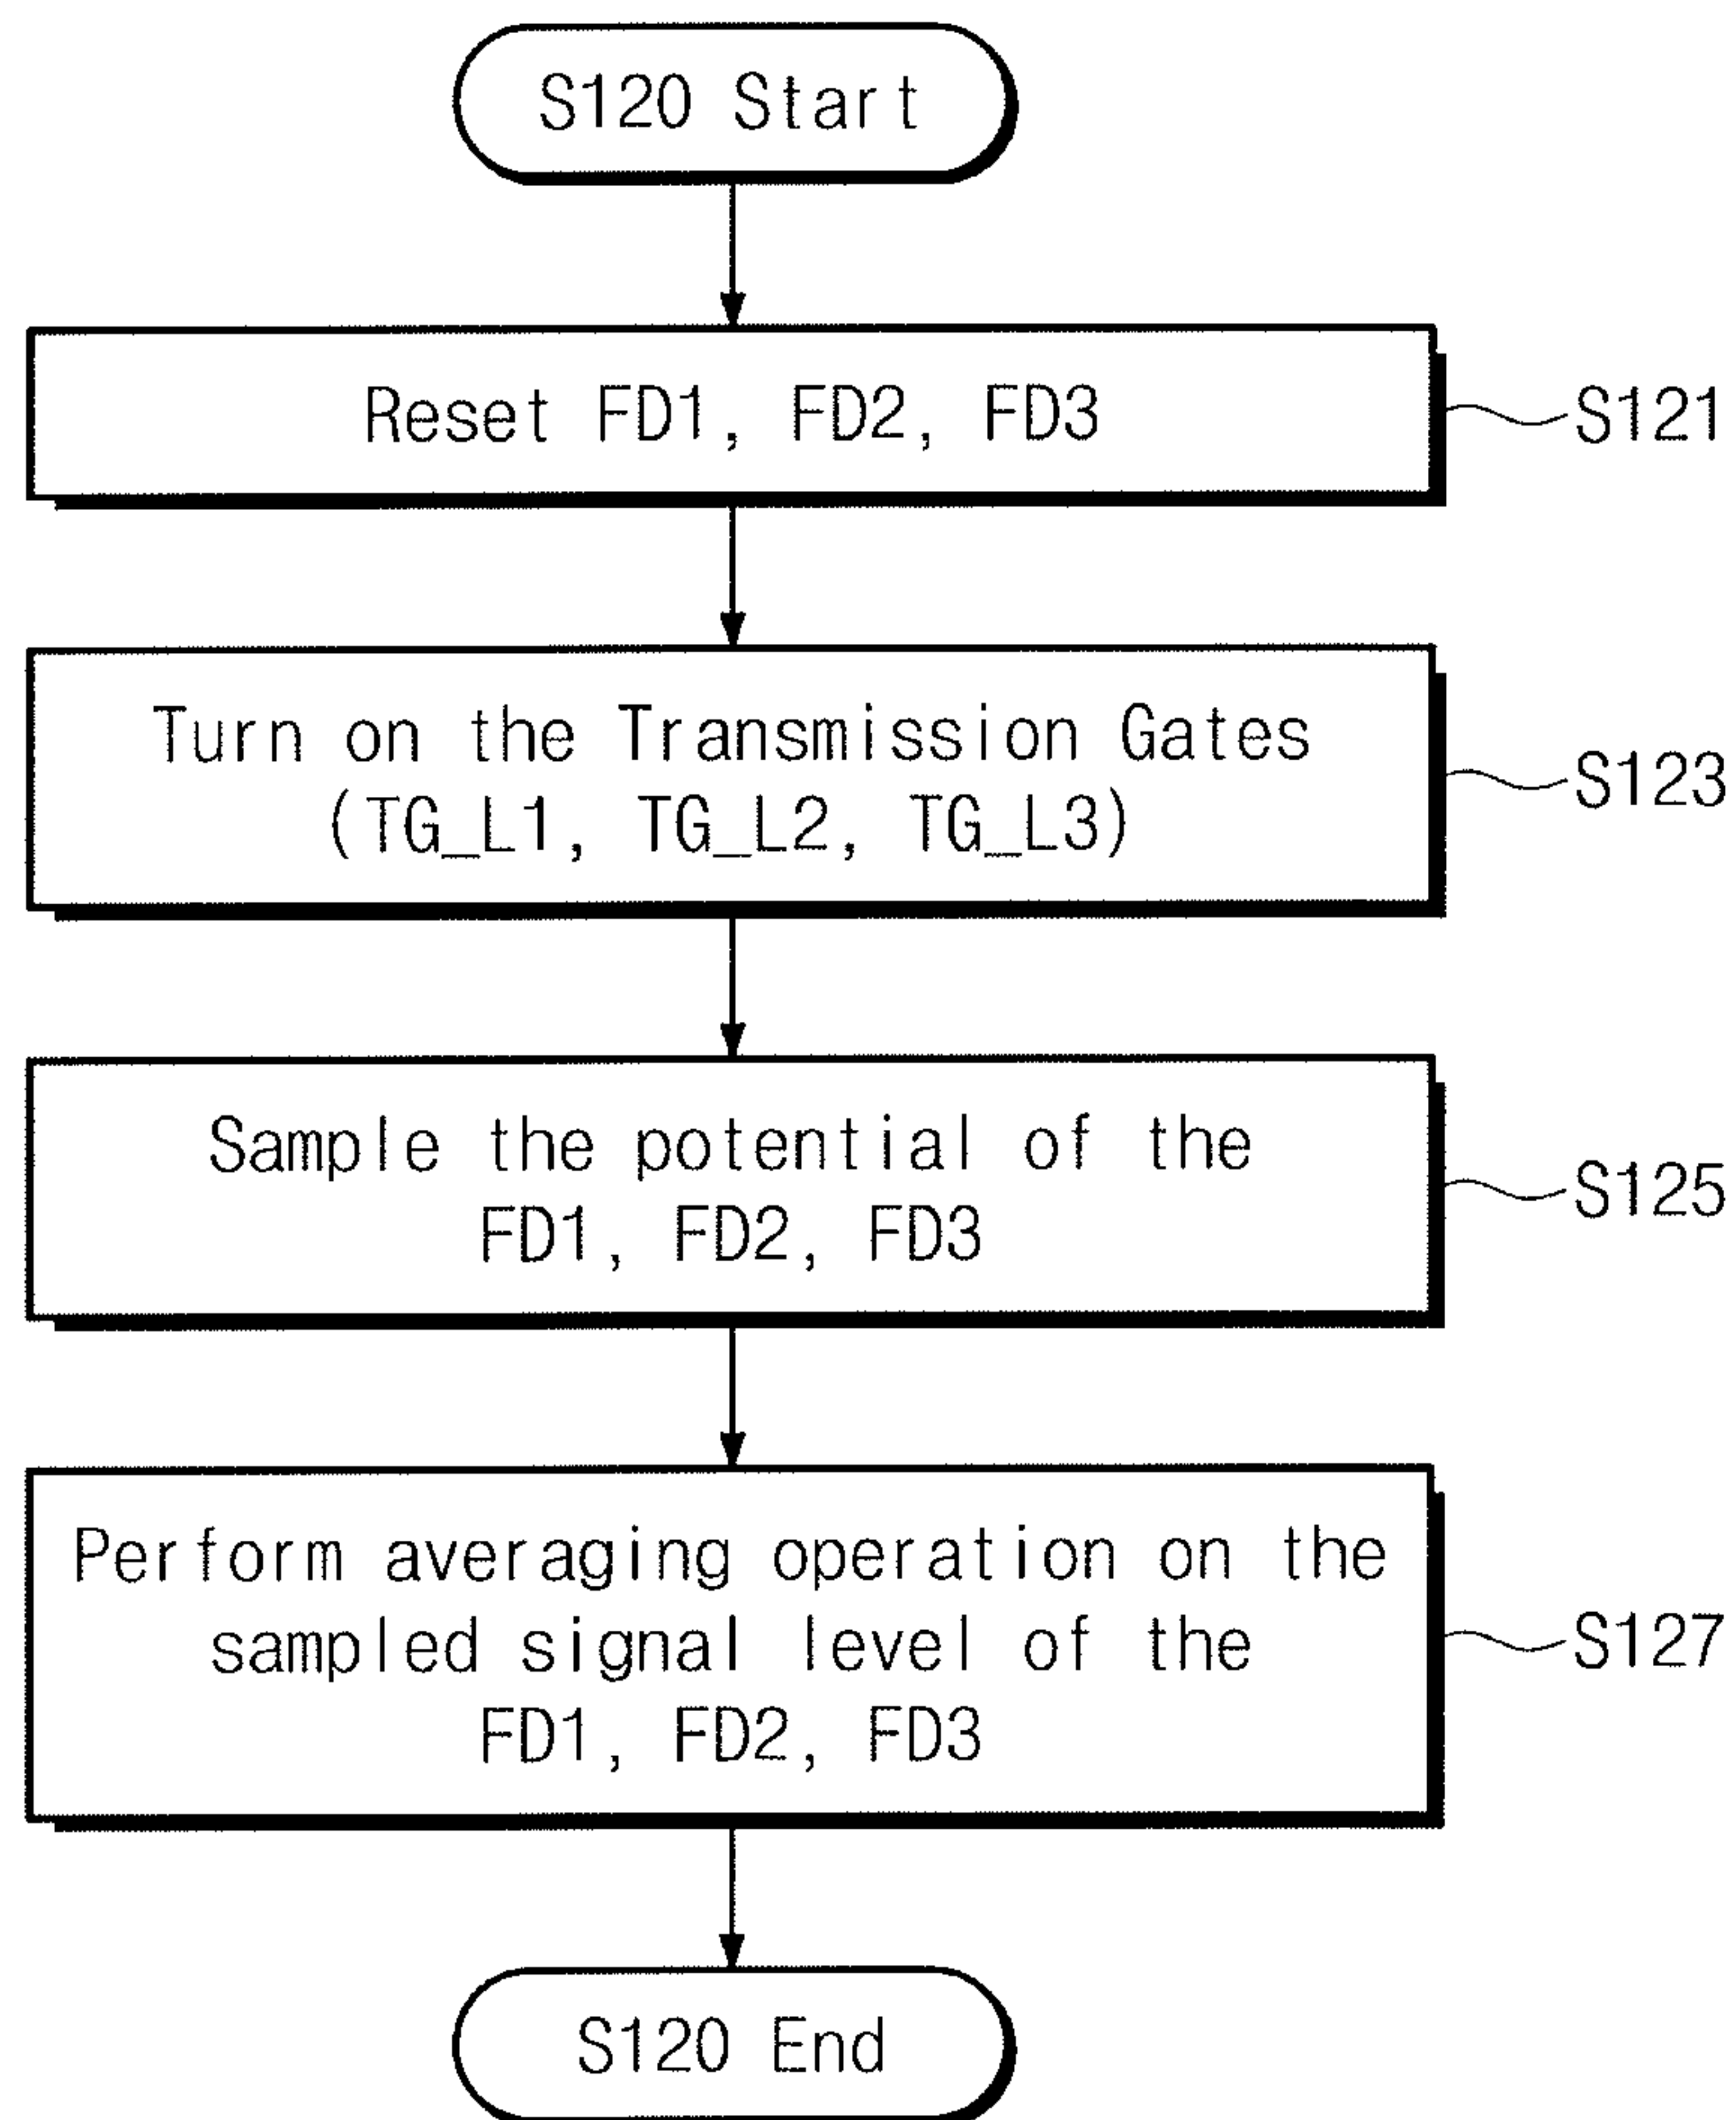 S120 Start
Reset FD1, FD2, FD3
S121
Turn on the Transmission Gates
(TG_L1, TG_L2, TG_L3)
S123
Sample the potential of the
FD1, FD2, FD3
S125
Perform averaging operation on the
sampled signal level of the
FD1, FD2, FD3
S127
S120 End